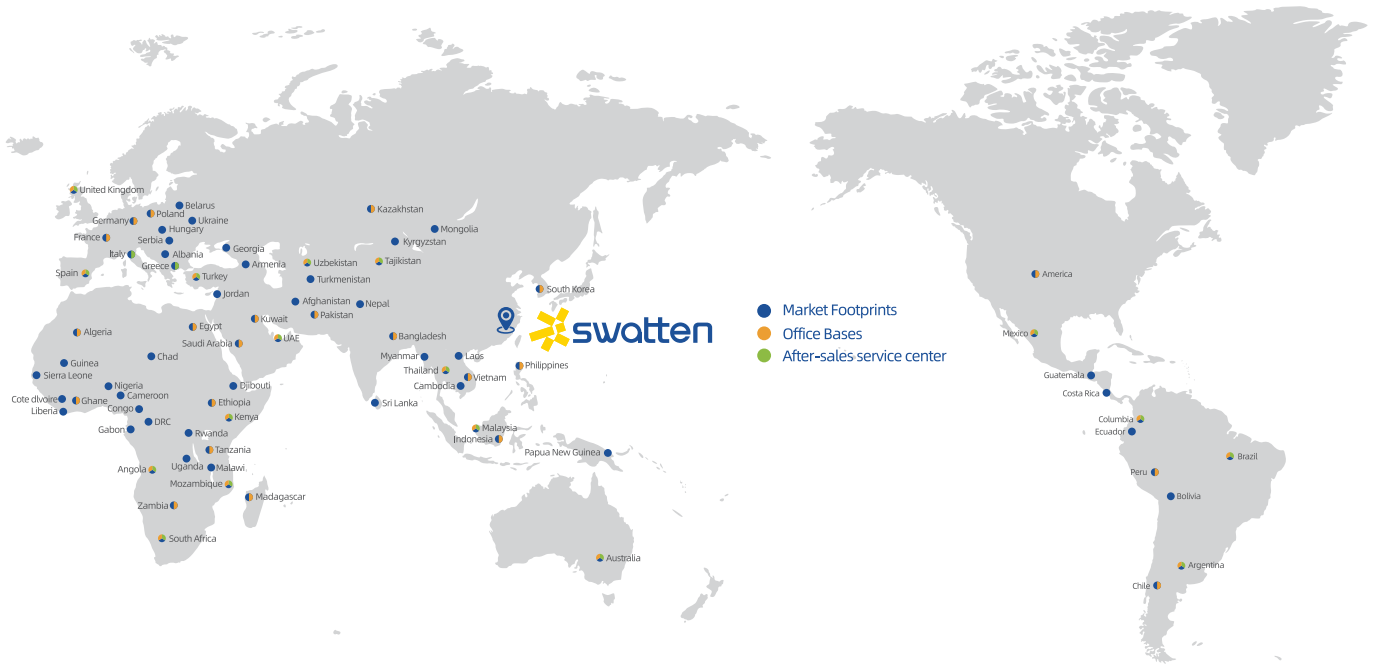 United Kingdom
Belarus
Poland
Germany
Ukraine
Hungary
France
Serbia
Georgia
Italy
Albania
Greece
Armenia
Spain
Turkey
Jordan
Kazakhstan
Mongolia
Kyrgyzstan
Uzbekistan
Tajikistan
Turkmenistan
Afghanistan
Nepal
Pakistan
South Korea
swatten
Kuwait
Algeria
Egypt
Saudi Arabia
UAE
Bangladesh
Chad
Guinea
Sierra Leone
Myanmar
Laos
Thailand
Vietnam
Cambodia
Philippines
Nigeria
Djibouti
Cameroon
Cote dlvoire
Ghane
Congo
Liberia
Ethiopia
Kenya
DRC
Gabon
Rwanda
Sri Lanka
Malaysia
Indonesia
Papua New Guinea
Tanzania
Uganda
Malawi
Angola
Mozambique
Madagascar
Zambia
South Africa
Australia
Market Footprints
Office Bases
After-sales service center
America
Mexico
Guatemala
Costa Rica
Columbia
Ecuador
Brazil
Peru
Bolivia
Argentina
Chile